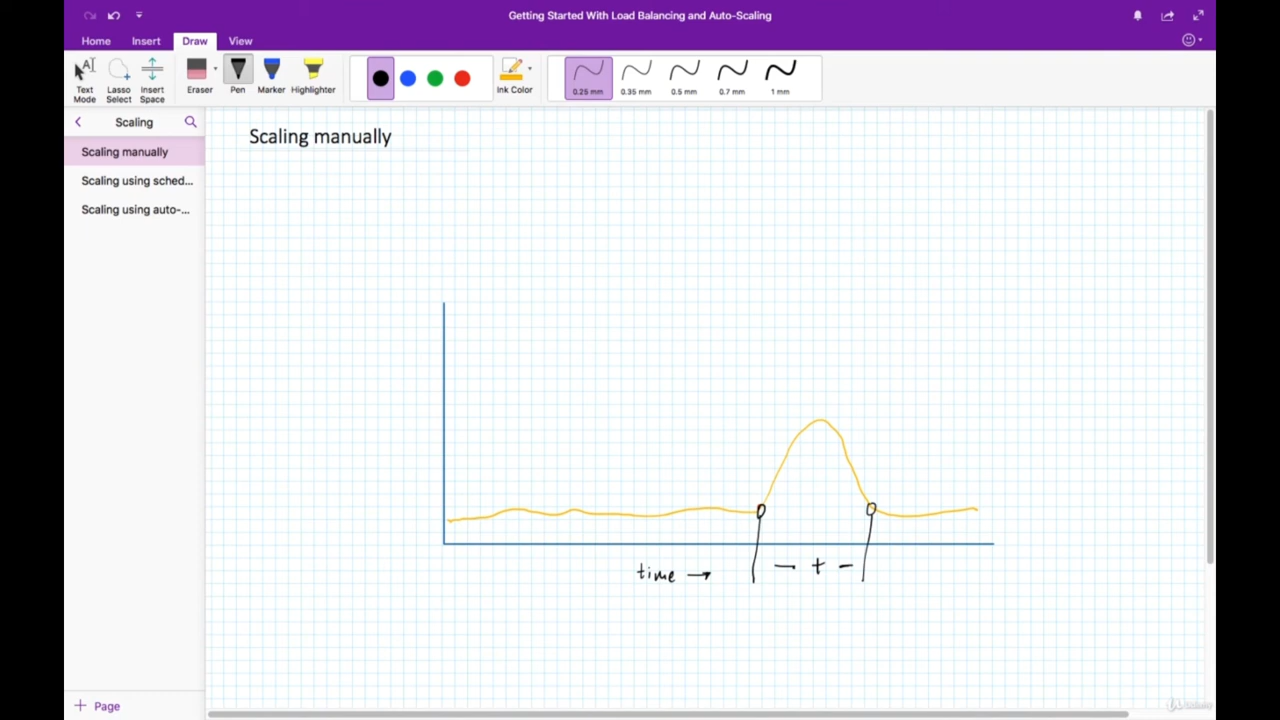 Getting Started With Load Balancing and Auto-Scaling
Home Insert Draw View
Text Mode
Lasso Select
Insert Space
Eraser
Pen
Marker
Highlighter
Ink Color
0.25 mm
0.35 mm
0.5 mm
0.7 mm
1 mm
Scaling
Scaling manually
Scaling using sched...
Scaling using auto-...
Scaling manually
time → - + -
+ Page